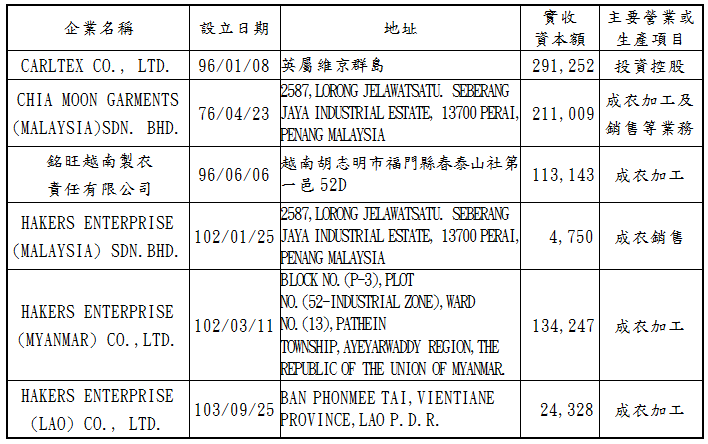 企業名稱 設立日期 地址 實收資本額 主要營業或生產項目
CARLTEX CO., LTD. 96/01/08 英屬維京群島 291,252 投資控股
CHIA MOON GARMENTS
(MALAYSIA)SDN. BHD.
76/04/23
2587,LORONG JELAWATSATU. SEBERANG
JAYA INDUSTRIAL ESTATE, 13700 PERAI,
PENANG MALAYSIA
211,009
成衣加工及
銷售等業務
銘旺越南製衣
責任有限公司
96/06/06
越南胡志明市福門縣春泰山社第
一邑52D
113,143
成衣加工
HAKERS ENTERPRISE
(MALAYSIA) SDN.BHD.
102/01/25
2587,LORONG JELAWATSATU. SEBERANG
JAYA INDUSTRIAL ESTATE, 13700 PERAI,
PENANG MALAYSIA
4,750
成衣銷售
HAKERS ENTERPRISE
(MYANMAR) CO.,LTD.
102/03/11
BLOCK NO.(P-3),PLOT
NO.(52-INDUSTRIAL ZONE),WARD
NO.(13),PATHEIN
TOWNSHIP,AYEYARWADDY REGION,THE
REPUBLIC OF THE UNION OF MYANMAR.
134,247
成衣加工
HAKERS ENTERPRISE
(LAO) CO., LTD.
103/09/25
BAN PHONMEE TAI,VIENTIANE
PROVINCE,LAO P.D.R.
24,328
成衣加工